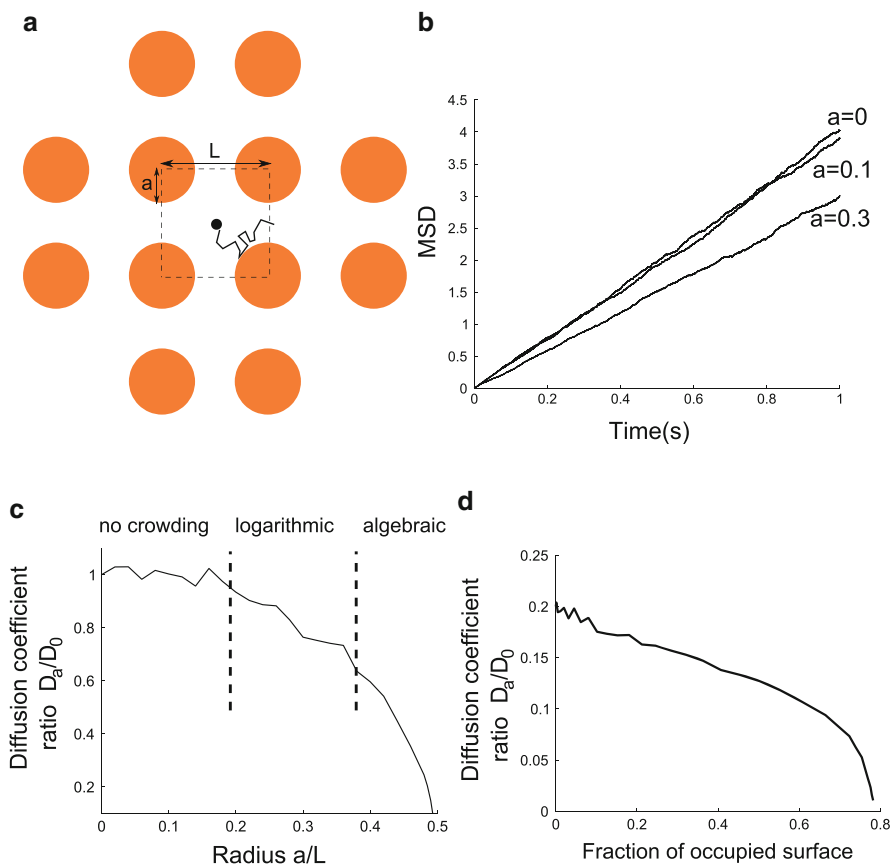 a
L
a
b
4.5
4
3.5
3
2.5
2
1.5
1
0.5
0
MSD
a=0
a=0.1
a=0.3
0
0.2
0.4
0.6
0.8
1
Time(s)
c
no crowding
logarithmic
algebraic
Diffusion coefficient
ratio Da/D0
1
0.8
0.6
0.4
0.2
0
0.1
0.2
0.3
0.4
0.5
Radius a/L
d
Diffusion coefficient
ratio Da/D0
0.25
0.2
0.15
0.1
0.05
0
0
0.2
0.4
0.6
0.8
Fraction of occupied surface